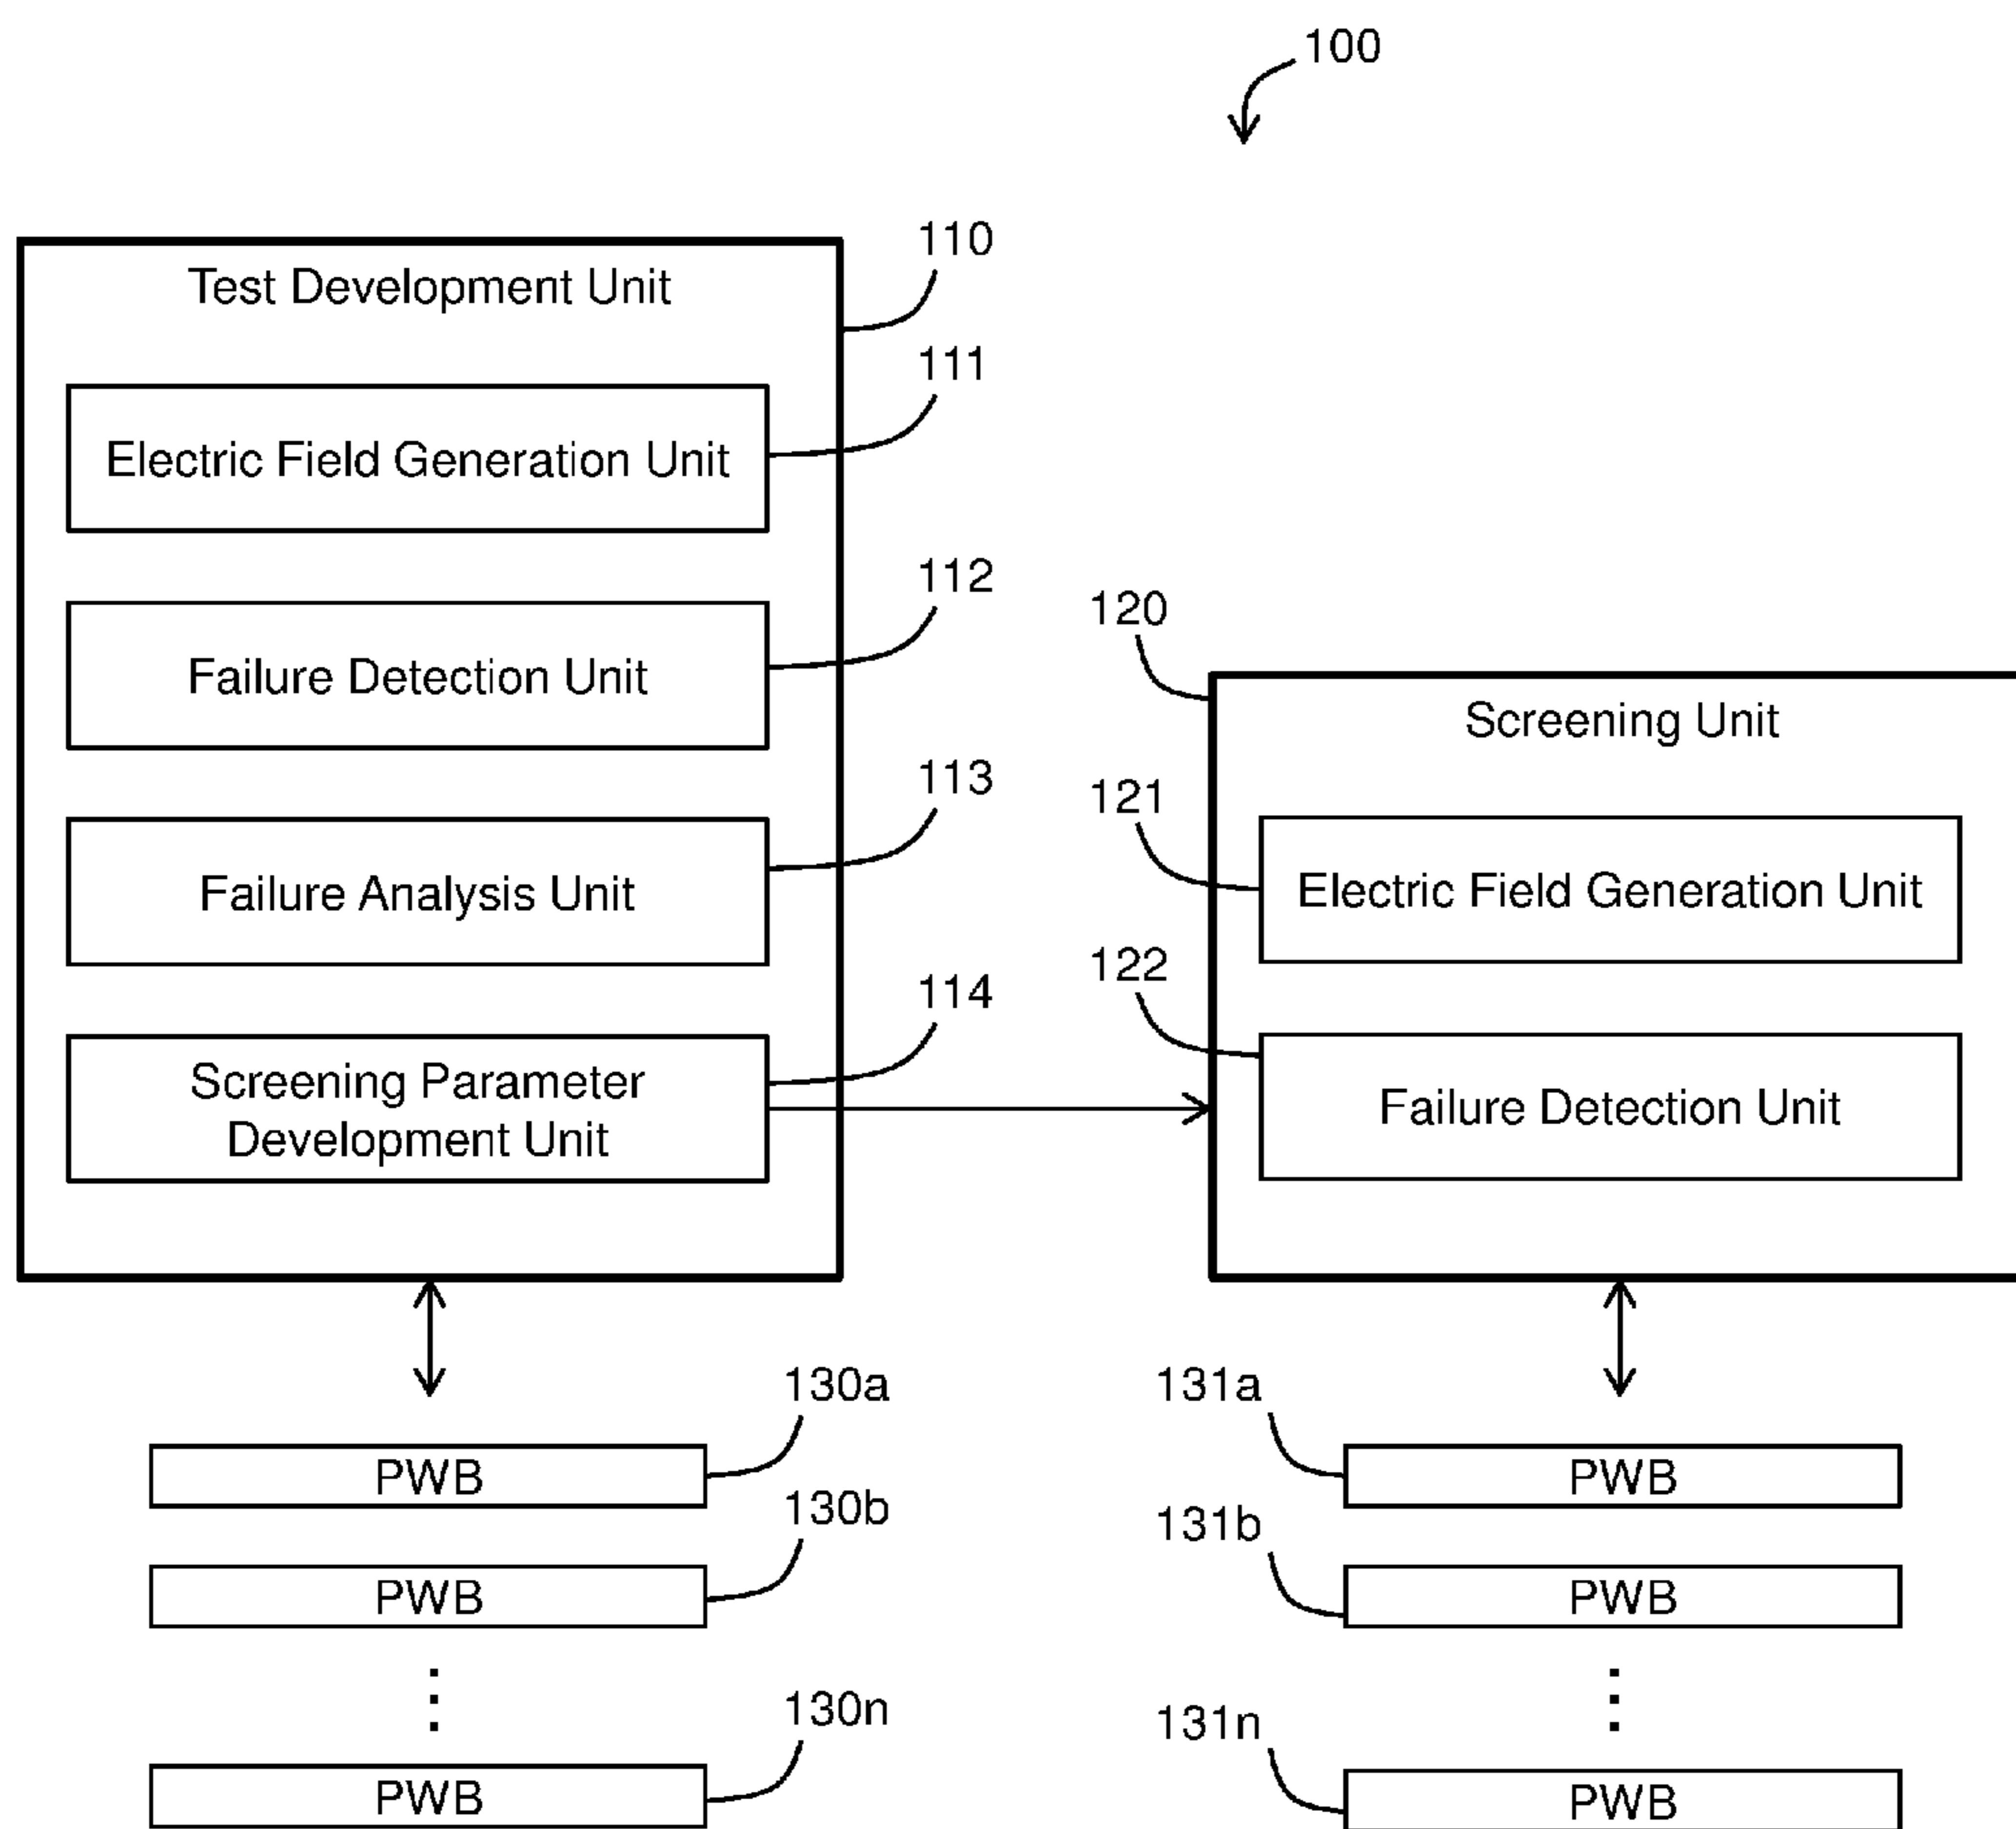 100
110
Test Development Unit
111
Electric Field Generation Unit
112
Failure Detection Unit
113
Failure Analysis Unit
114
Screening Parameter
Development Unit
120
Screening Unit
121
Electric Field Generation Unit
122
Failure Detection Unit
130a
PWB
130b
PWB
130n
PWB
131a
PWB
131b
PWB
131n
PWB